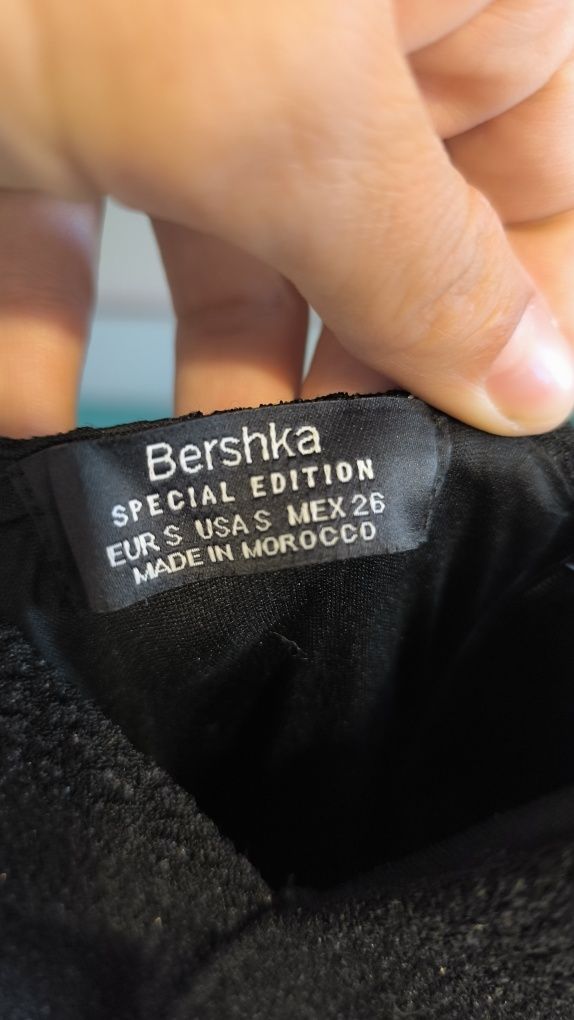 Bershka
SPECIAL EDITION
EUR S USA S MEX 26
MADE IN MOROCCO